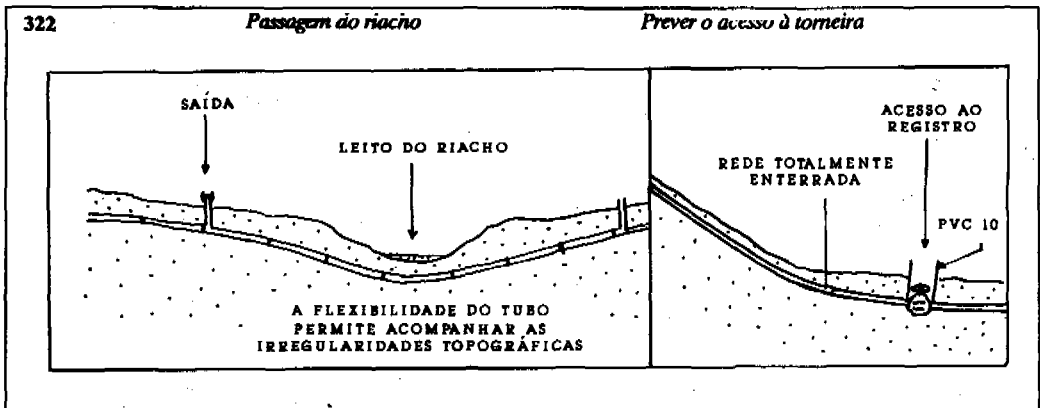 322
Passagem do riacho
Prever o acesso à torneira
SAÍDA
LEITO DO RIACHO
A FLEXIBILIDADE DO TUBO
PERMITE ACOMPANHAR AS
IRREGULARIDADES TOPOGRÁFICAS
ACESSO AO
REGISTRO
REDE TOTALMENTE
ENTERRADA
PVC 10